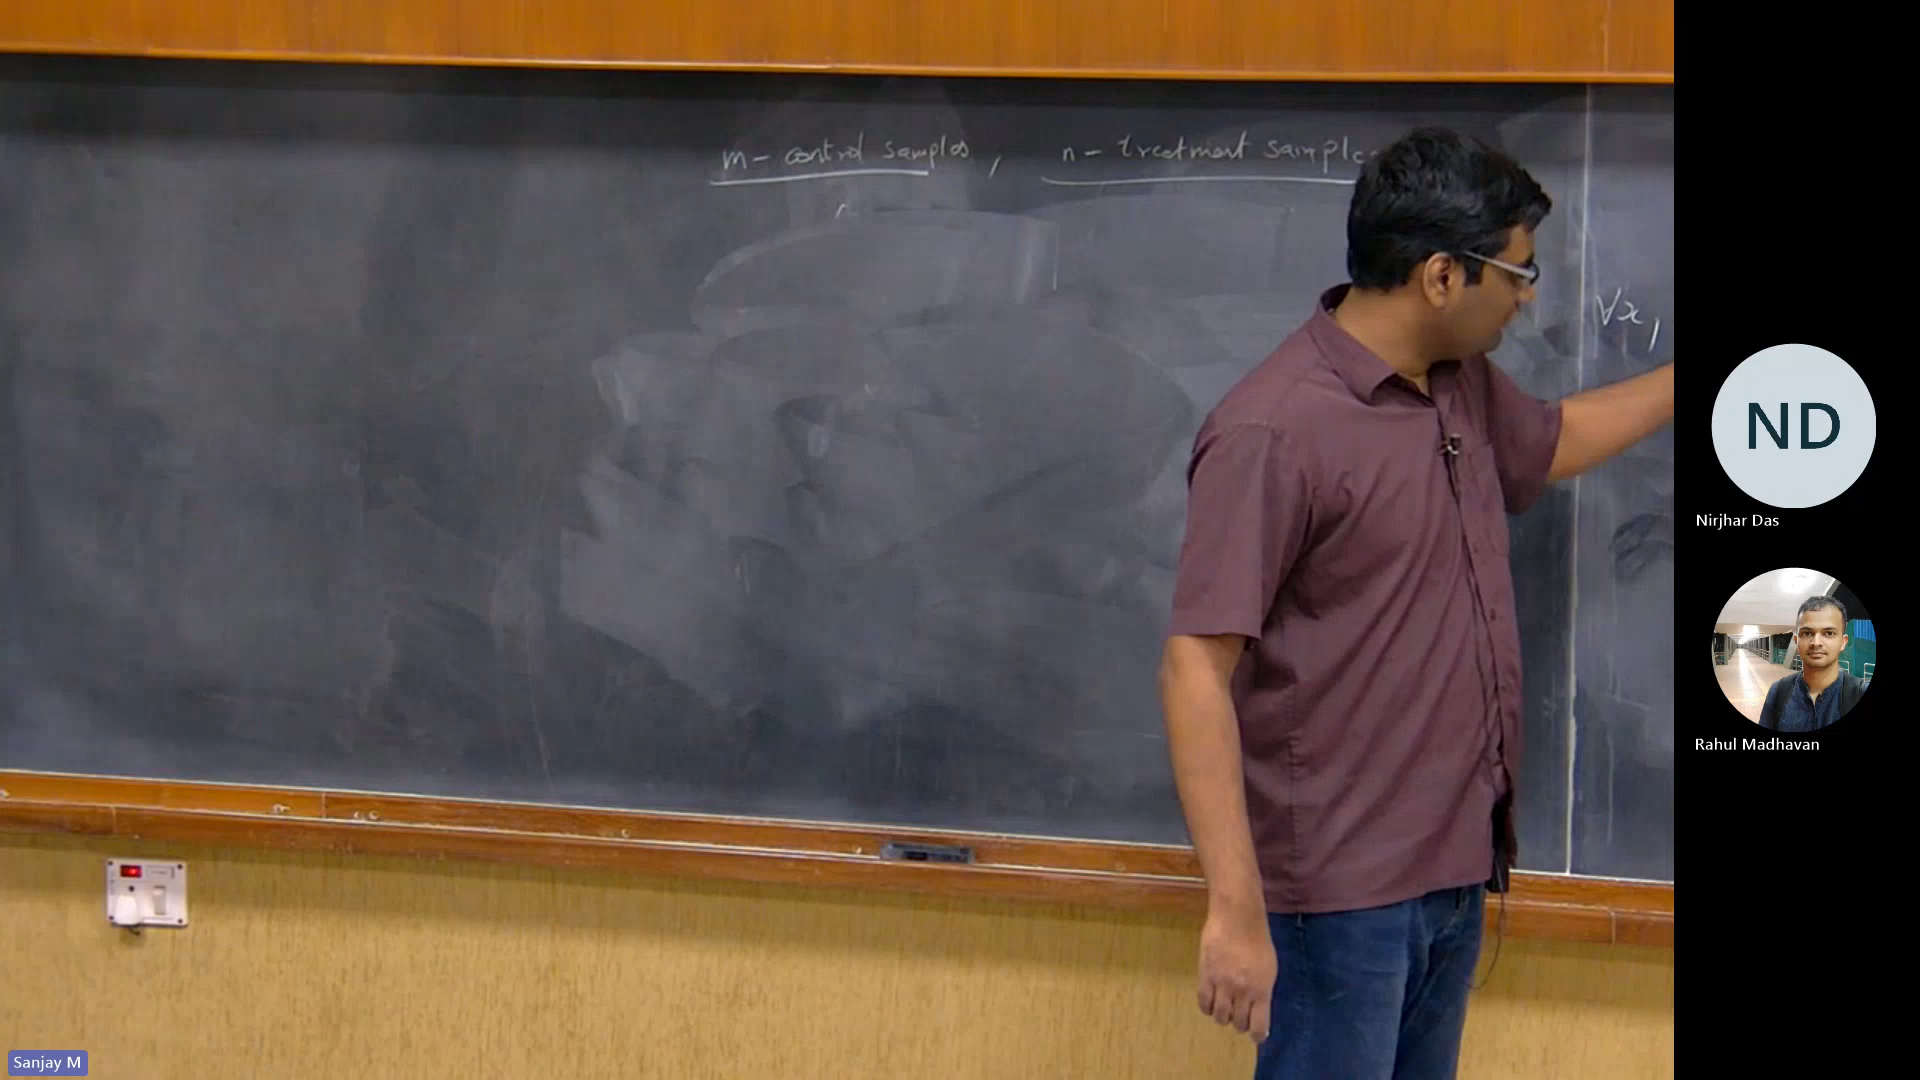 m - control samples, n - treatment samples
∀x,
ND
Nirjhar Das
Rahul Madhavan
Sanjay M